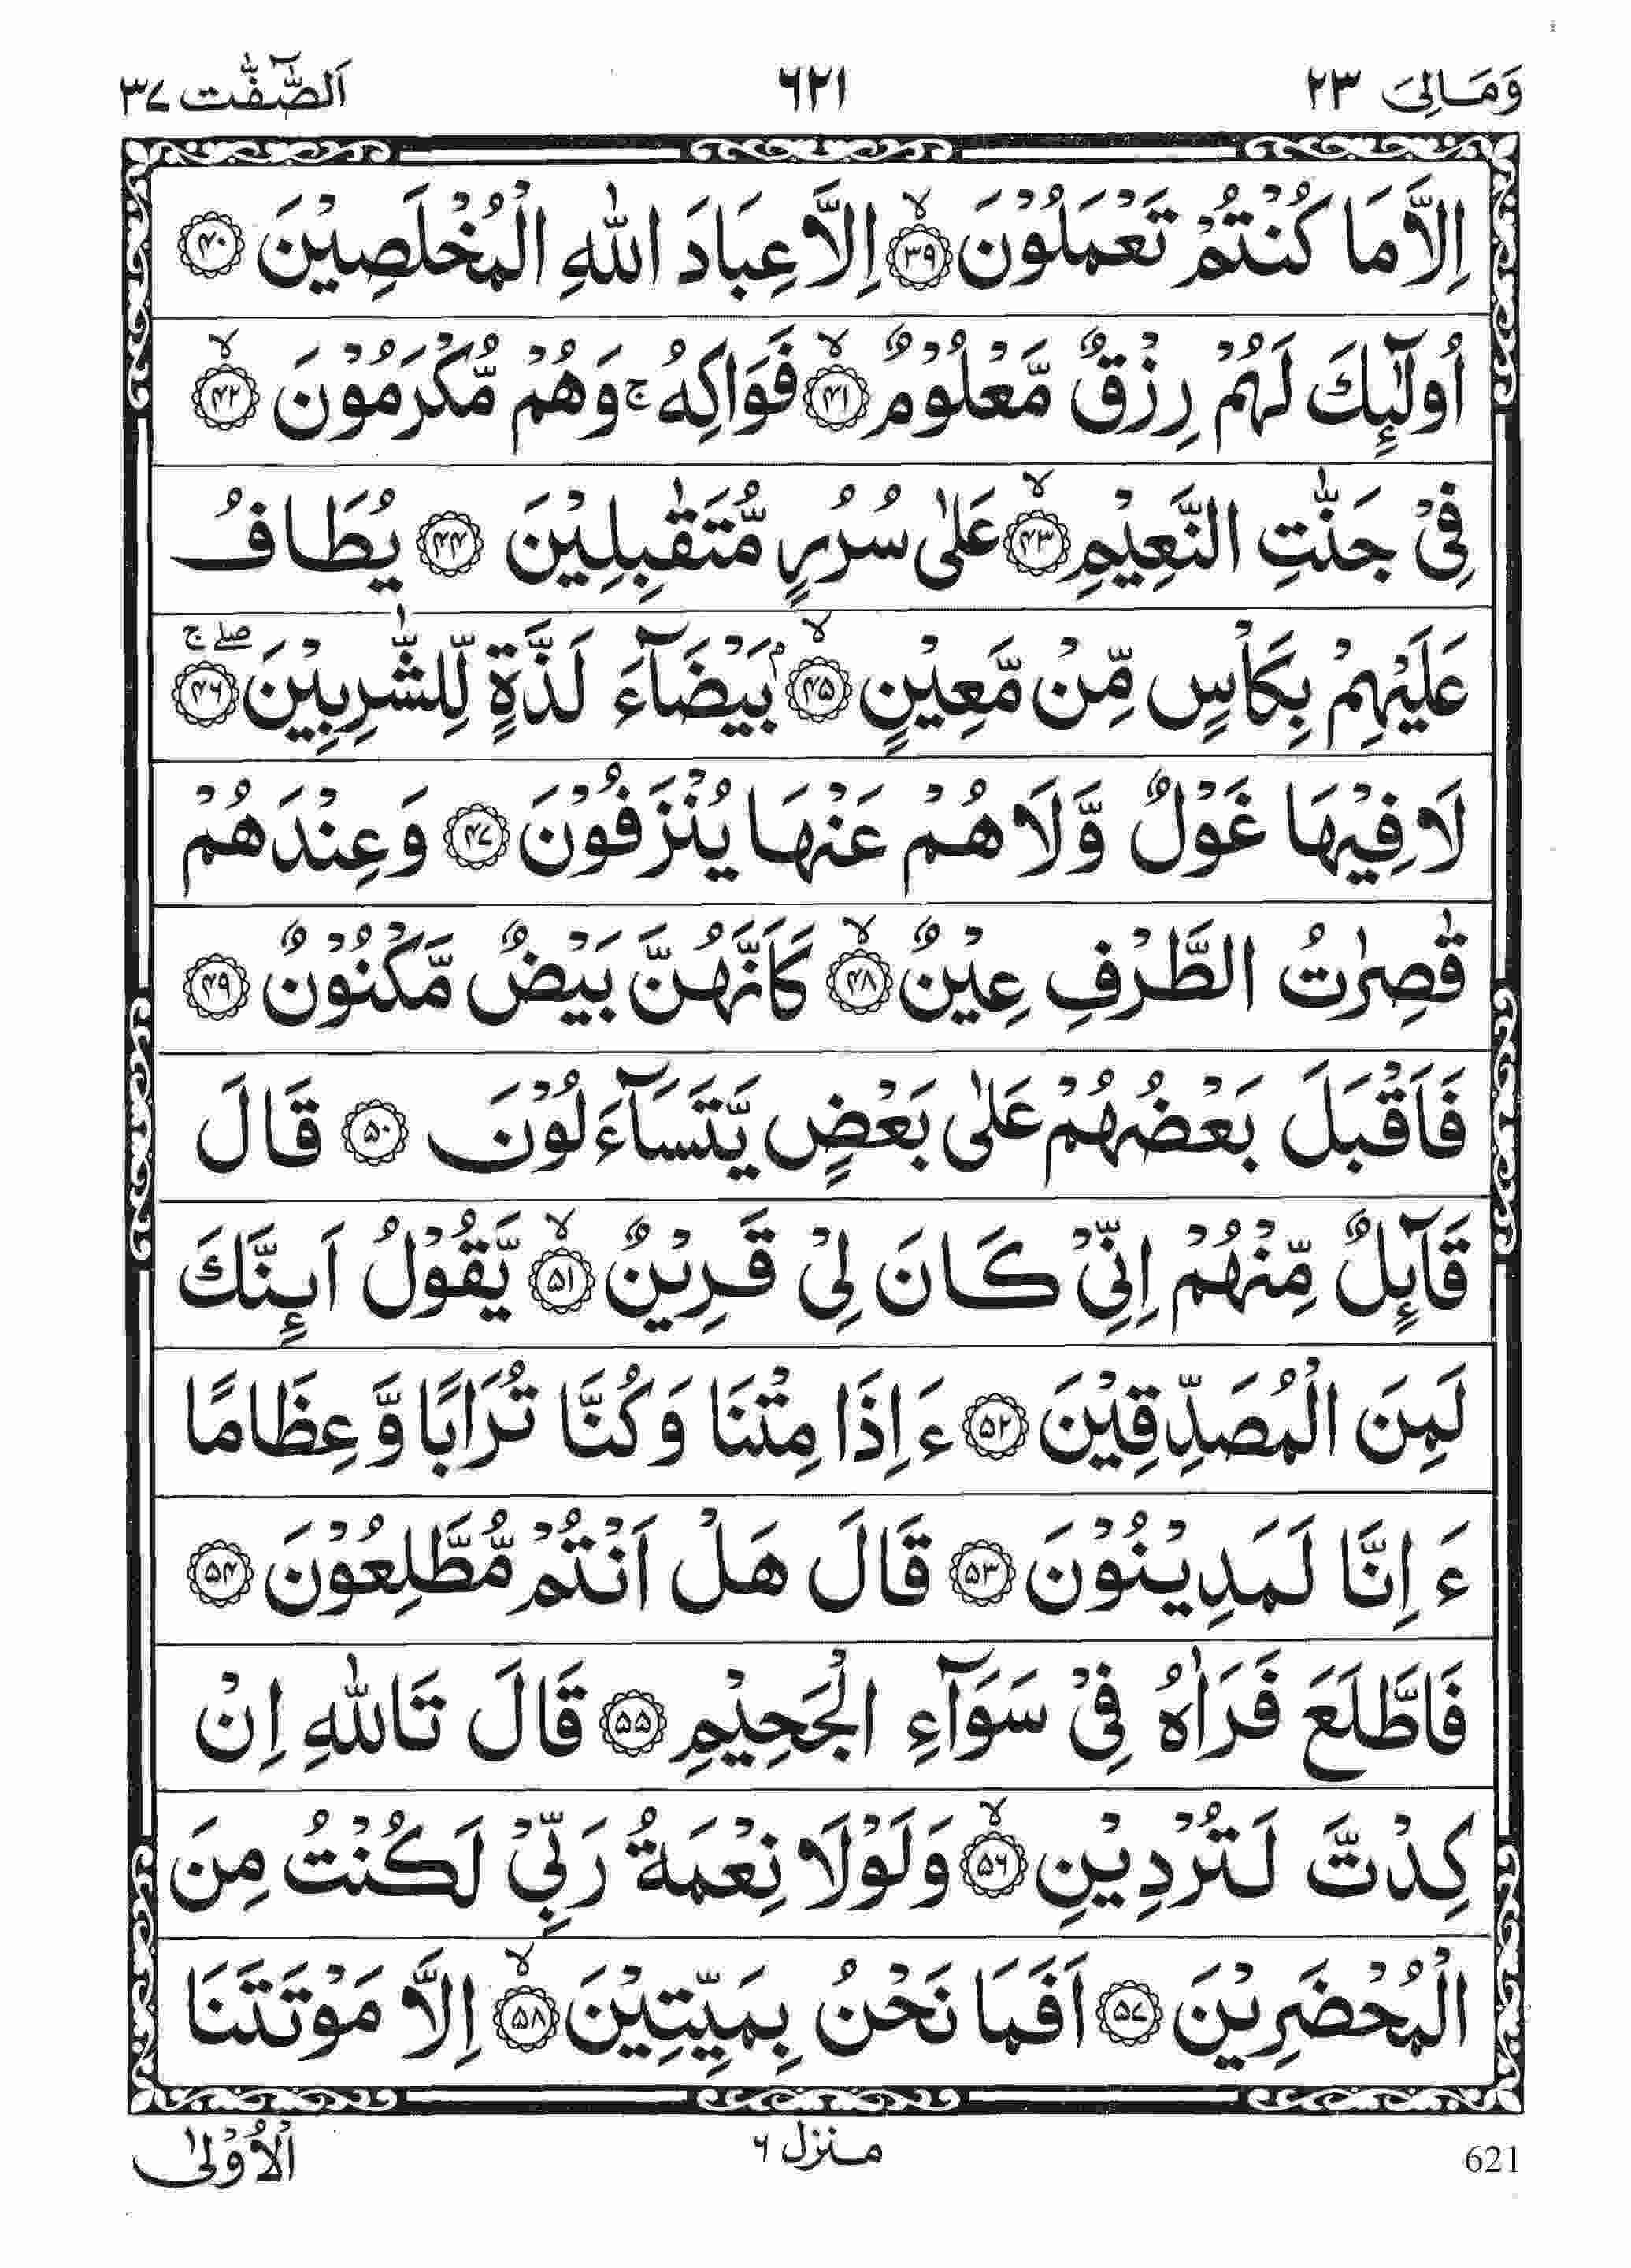 وَمَالِیَ ۲۳
۶۲۱
اَلصّٰٓفّٰت ۳۷
اِلَّا مَا كُنْتُمْ تَعْمَلُوْنَ ۙ‏﴿۳۹﴾ اِلَّا عِبَادَ اللّٰهِ الْمُخْلَصِيْنَ ﴿۴۰﴾
اُولٰٓئِكَ لَهُمْ رِزْقٌ مَّعْلُوْمٌ ۙ‏﴿۴۱﴾ فَوَاكِهُ ۚ وَهُمْ مُّكْرَمُوْنَ ۙ‏﴿۴۲﴾
فِیْ جَنّٰتِ النَّعِيْمِ ۙ‏﴿۴۳﴾ عَلٰى سُرُرٍ مُّتَقٰبِلِيْنَ ﴿۴۴﴾ يُطَافُ
عَلَيْهِمْ بِكَاْسٍ مِّنْ مَّعِيْنٍۭ ۙ‏﴿۴۵﴾ بَيْضَآءَ لَذَّةٍ لِّلشّٰرِبِيْنَ ۖۚ‏﴿۴۶﴾
لَا فِيْهَا غَوْلٌ وَّلَا هُمْ عَنْهَا يُنْزَفُوْنَ ﴿۴۷﴾ وَعِنْدَهُمْ
قٰصِرٰتُ الطَّرْفِ عِيْنٌ ۙ‏﴿۴۸﴾ كَاَنَّهُنَّ بَيْضٌ مَّكْنُوْنٌ ﴿۴۹﴾
فَاَقْبَلَ بَعْضُهُمْ عَلٰى بَعْضٍ يَّتَسَآءَلُوْنَ ﴿۵۰﴾ قَالَ
قَآئِلٌ مِّنْهُمْ اِنِّیْ كَانَ لِیْ قَرِيْنٌ ۙ‏﴿۵۱﴾ يَّقُوْلُ اَئِنَّكَ
لَمِنَ الْمُصَدِّقِيْنَ ﴿۵۲﴾ ءَاِذَا مِتْنَا وَكُنَّا تُرَابًا وَّعِظَامًا
ءَاِنَّا لَمَدِيْنُوْنَ ﴿۵۳﴾ قَالَ هَلْ اَنْتُمْ مُّطَّلِعُوْنَ ﴿۵۴﴾
فَاطَّلَعَ فَرَاٰهُ فِیْ سَوَآءِ الْجَحِيْمِ ﴿۵۵﴾ قَالَ تَاللّٰهِ اِنْ
كِدْتَّ لَتُرْدِيْنِ ۙ‏﴿۵۶﴾ وَلَوْلَا نِعْمَةُ رَبِّیْ لَكُنْتُ مِنَ
الْمُحْضَرِيْنَ ﴿۵۷﴾ اَفَمَا نَحْنُ بِمَيِّتِيْنَ ۙ‏﴿۵۸﴾ اِلَّا مَوْتَتَنَا
الْاُوْلٰى
منزل ۶
621